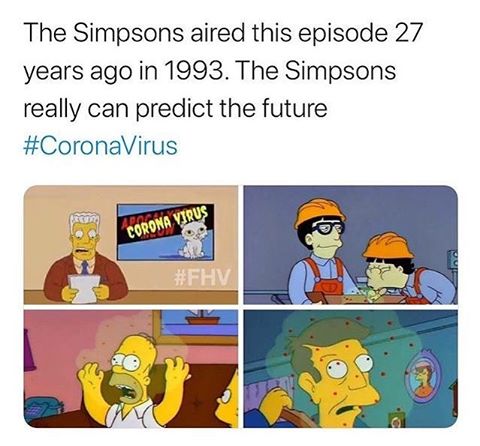 The Simpsons aired this episode 27
years ago in 1993. The Simpsons
really can predict the future
#CoronaVirus
APOCALYPSE
CORONA VIRUS
#FHV